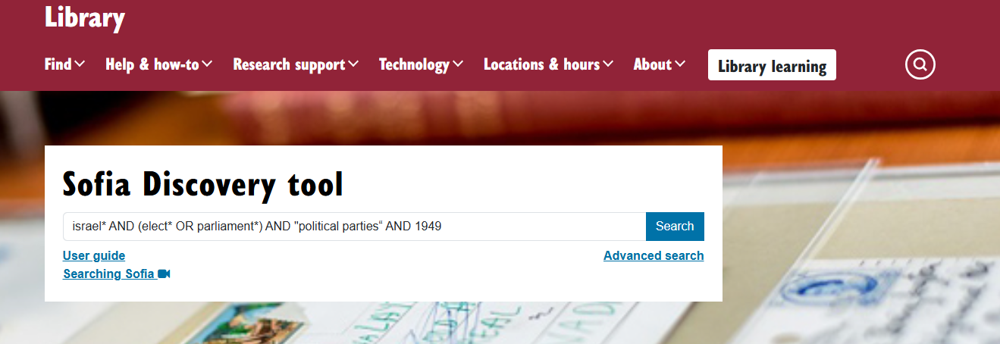 Library
Find Help & how-to Research support Technology Locations & hours About Library learning
Sofia Discovery tool
israel* AND (elect* OR parliament*) AND "political parties“ AND 1949 Search
User guide Advanced search
Searching Sofia